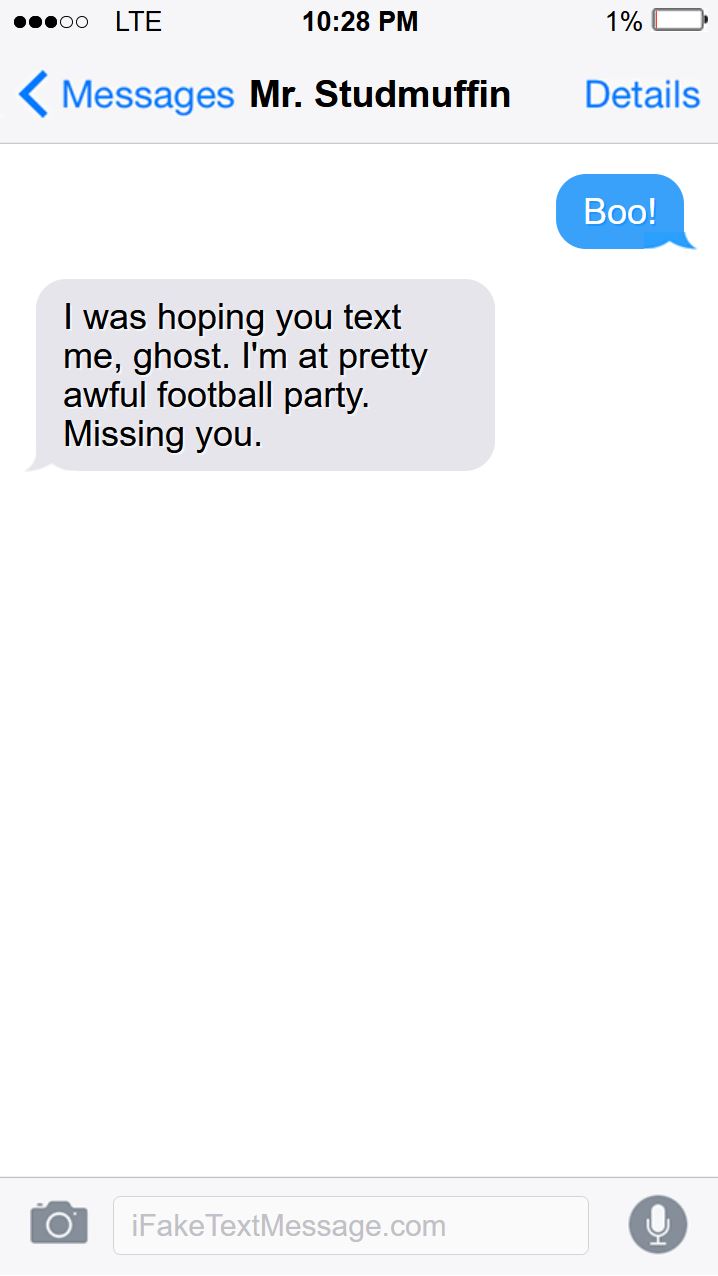 LTE 10:28 PM 1%
Messages Mr. Studmuffin Details
Boo!
I was hoping you text
me, ghost. I'm at pretty
awful football party.
Missing you.
iFakeTextMessage.com